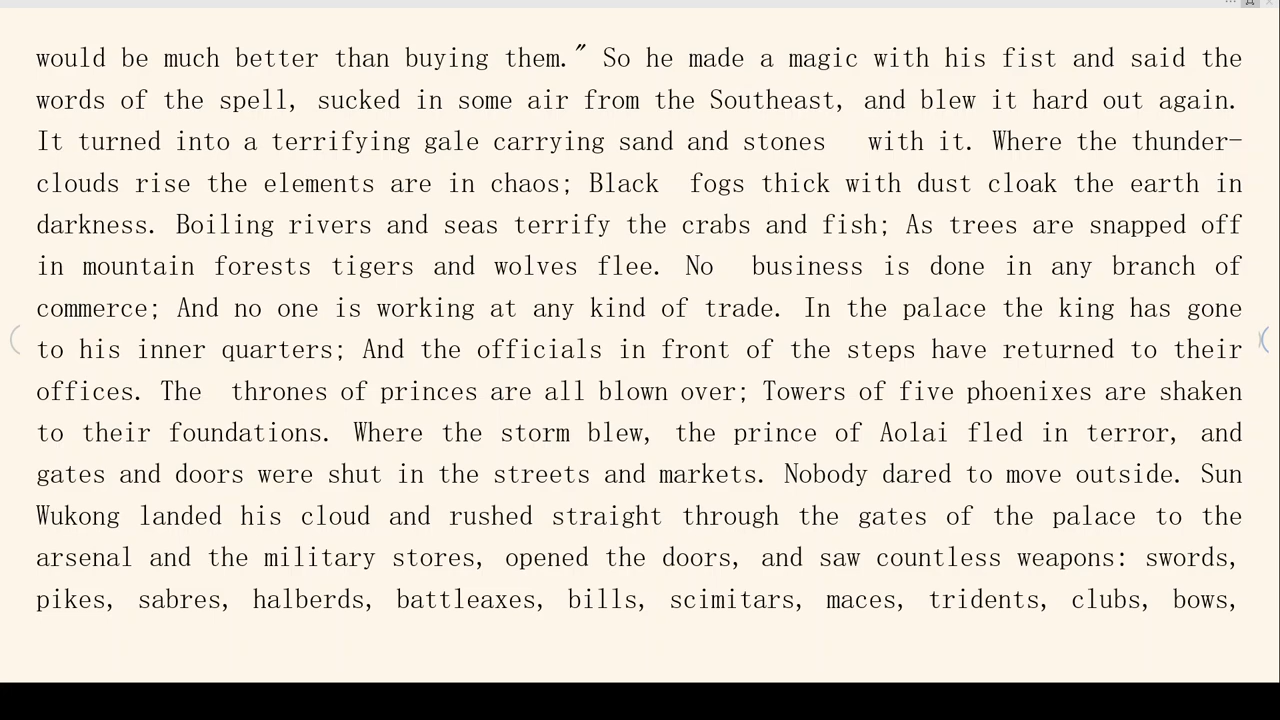 would be much better than buying them." So he made a magic with his fist and said the
words of the spell, sucked in some air from the Southeast, and blew it hard out again.
It turned into a terrifying gale carrying sand and stones with it. Where the thunder-
clouds rise the elements are in chaos; Black fogs thick with dust cloak the earth in
darkness. Boiling rivers and seas terrify the crabs and fish; As trees are snapped off
in mountain forests tigers and wolves flee. No business is done in any branch of
commerce; And no one is working at any kind of trade. In the palace the king has gone
to his inner quarters; And the officials in front of the steps have returned to their
offices. The thrones of princes are all blown over; Towers of five phoenixes are shaken
to their foundations. Where the storm blew, the prince of Aolai fled in terror, and
gates and doors were shut in the streets and markets. Nobody dared to move outside. Sun
Wukong landed his cloud and rushed straight through the gates of the palace to the
arsenal and the military stores, opened the doors, and saw countless weapons: swords,
pikes, sabres, halberds, battleaxes, bills, scimitars, maces, tridents, clubs, bows,